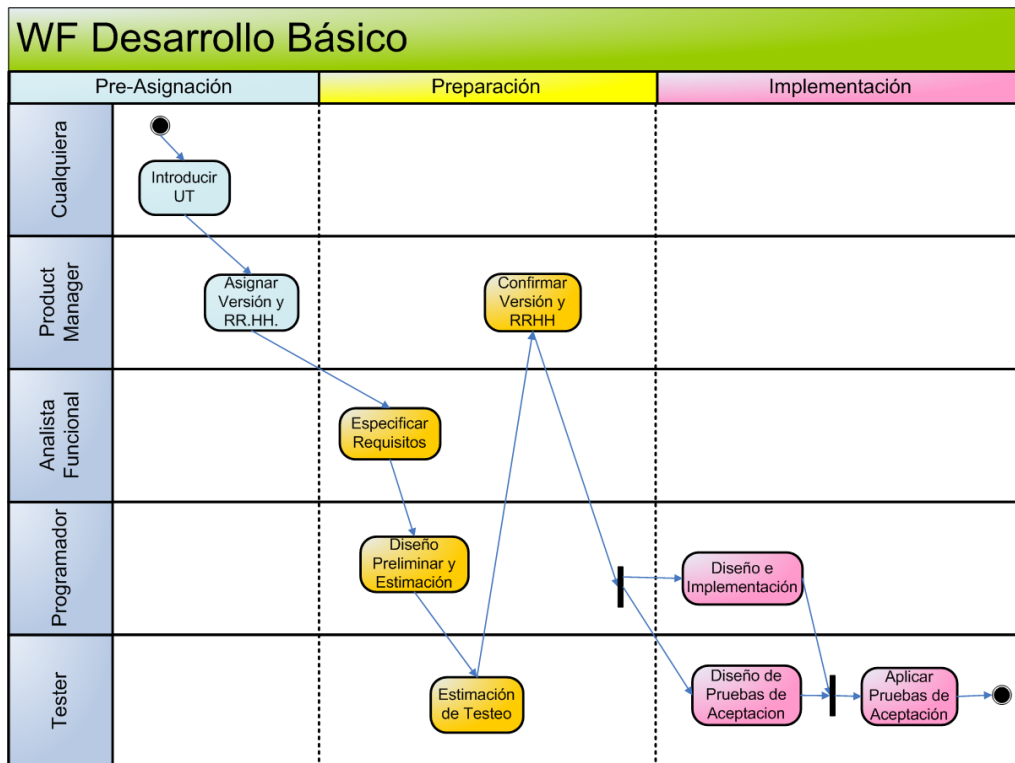 WF Desarrollo Básico
Pre-Asignación
Preparación
Implementación
Cualquiera
Introducir
UT
Product
Manager
Asignar
Versión y
RR.HH.
Confirmar
Versión y
RRHH
Analista
Funcional
Especificar
Requisitos
Programador
Diseño
Preliminar y
Estimación
Diseño e
Implementación
Tester
Estimación
de Testeo
Diseño de
Pruebas de
Aceptacion
Aplicar
Pruebas de
Aceptación